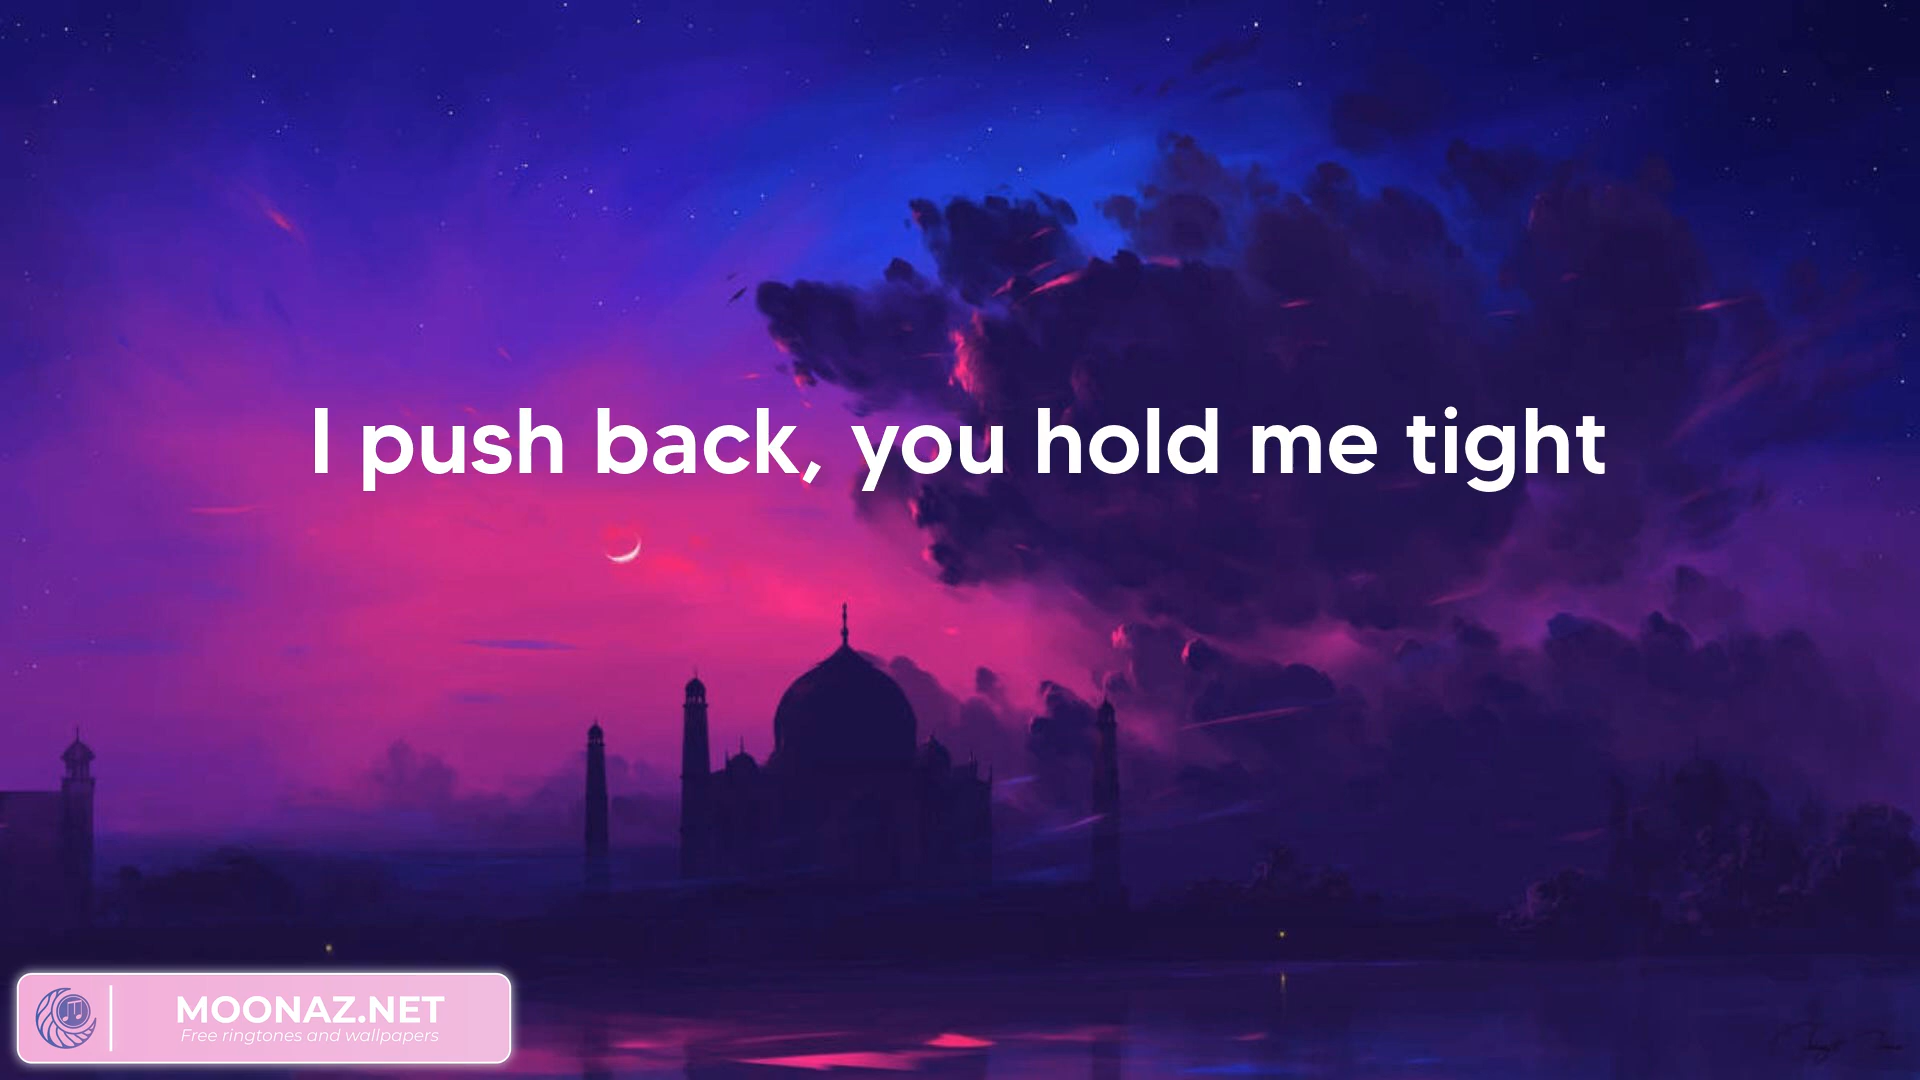 I push back, you hold me tight
MOONAZ.NET
Free ringtones and wallpapers